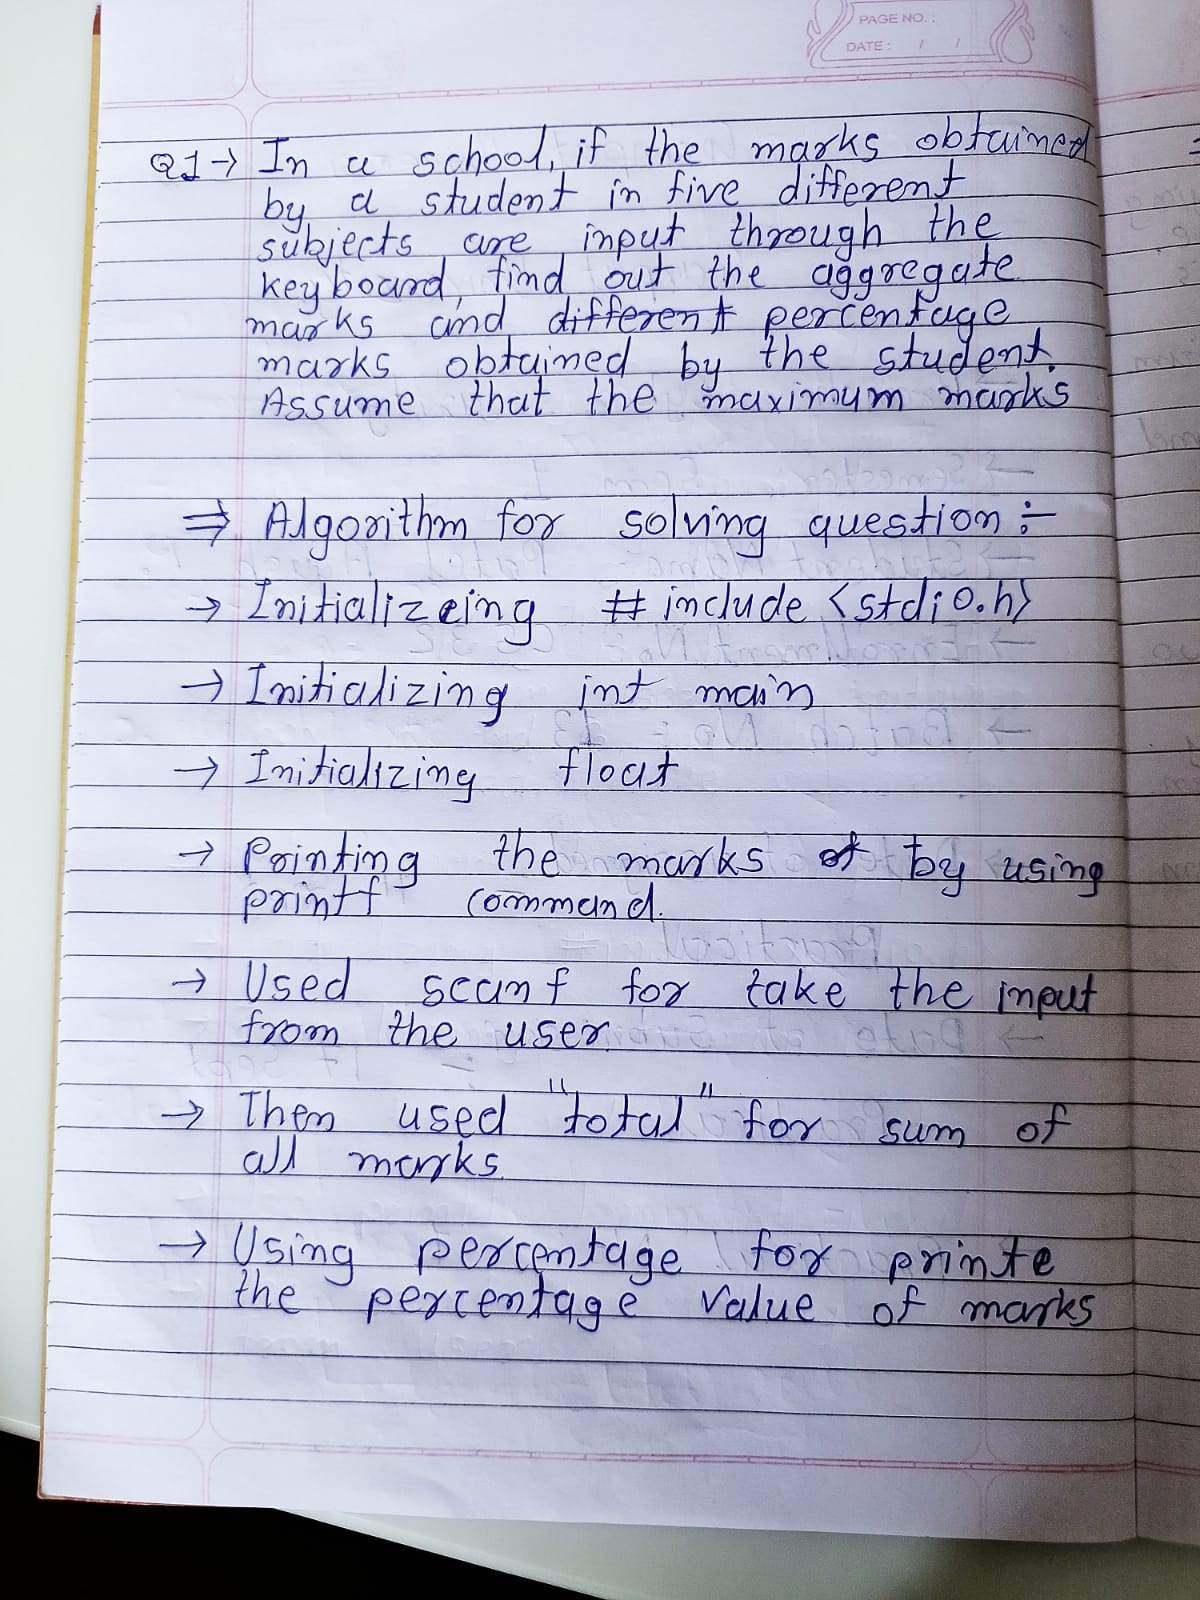 PAGE NO. :
DATE : / /
Q1→ In a school, if the marks obtained
by a student in five different
subjects are input through the
keyboard, find out the aggregate
marks and different percentage
marks obtained by the student.
Assume that the maximum marks
⇒ Algorithm for solving question ÷
→ Initializeing # include <stdio.h>
→ Initializing int main
→ Initializing float
→ Printing the marks of by using
printf command.
→ Used scanf for take the input
from the user
→ Then used "total" for sum of
all marks.
→ Using percentage for printe
the percentage value of marks